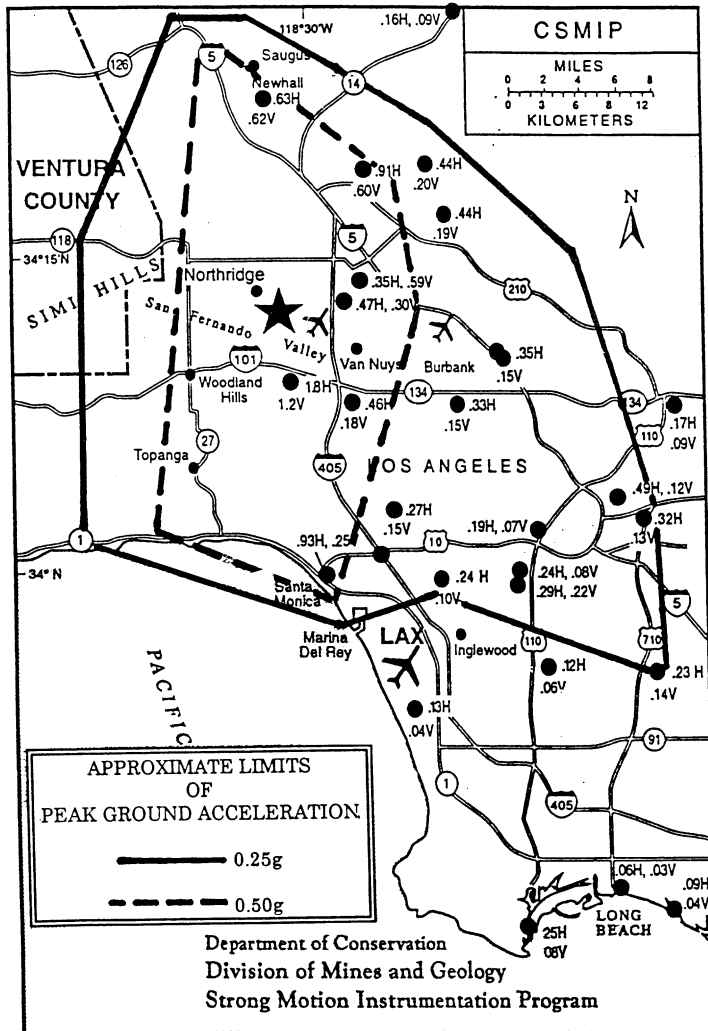 118°30'W
.16H, .09V
CSMIP
MILES
0 2 4 6 8
0 2 4 6 8 10 12
KILOMETERS
126
5
Saugus
Newhall
14
.63H
.62V
VENTURA
COUNTY
.91H
.60V
.44H
.20V
.44H
.19V
N
118
5
34°15'N
SIMI HILLS
Northridge
.35H, .59V
.47H, .30V
210
San Fernando Valley
Van Nuys
Burbank
.35H
.15V
101
Woodland
Hills
1.8H
1.2V
134
134
.46H
.18V
.33H
.15V
.17H
.09V
110
27
Topanga
405
LOS ANGELES
.49H, .12V
.27H
.15V
.19H, .07V
.32H
.13V
1
.93H, .25
10
34° N
.24H, .08V
.29H, .22V
.24 H
.10V
Santa
Monica
5
Marina
Del Rey
LAX
Inglewood
110
710
.12H
.06V
.23 H
.14V
PACIFIC
.13H
.04V
91
1
405
APPROXIMATE LIMITS
OF
PEAK GROUND ACCELERATION
0.25g
0.50g
.06H, .03V
.09H
.04V
LONG
BEACH
.25H
.08V
Department of Conservation
Division of Mines and Geology
Strong Motion Instrumentation Program